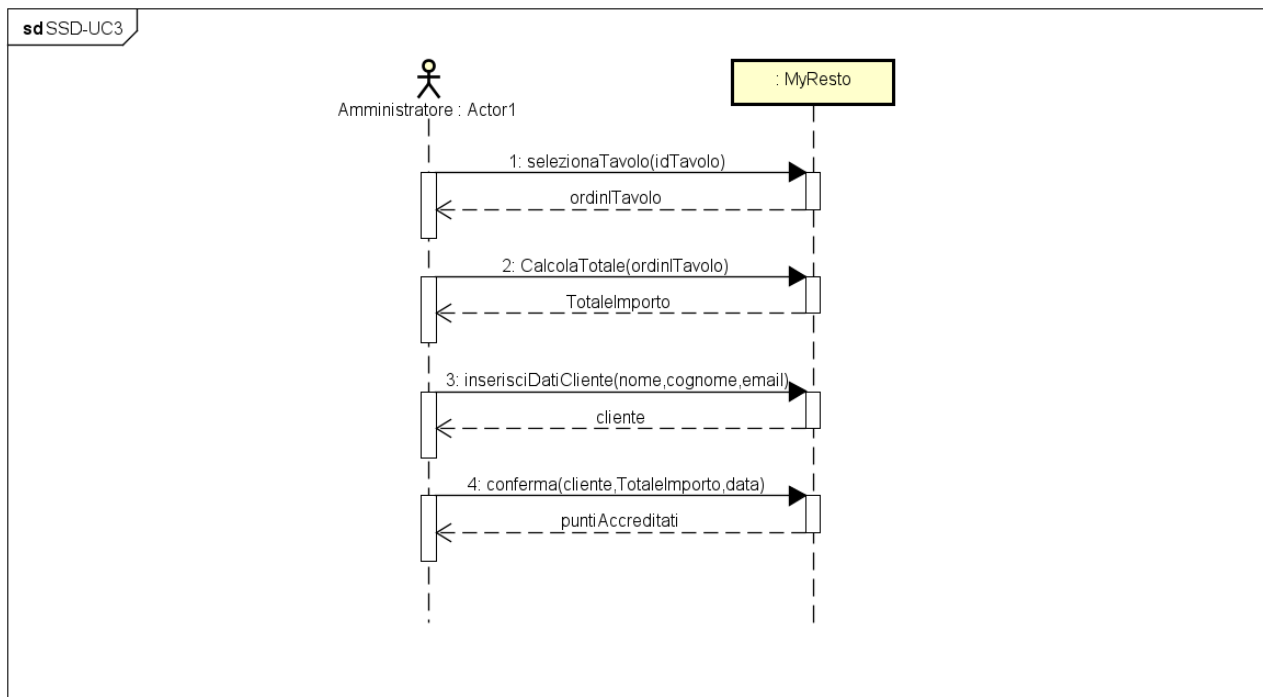 sd SSD-UC3
: MyResto
Amministratore : Actor1
1: selezionaTavolo(idTavolo)
ordinITavolo
2: CalcolaTotale(ordinITavolo)
TotaleImporto
3: inserisciDatiCliente(nome,cognome,email)
cliente
4: conferma(cliente,TotaleImporto,data)
puntiAccreditati